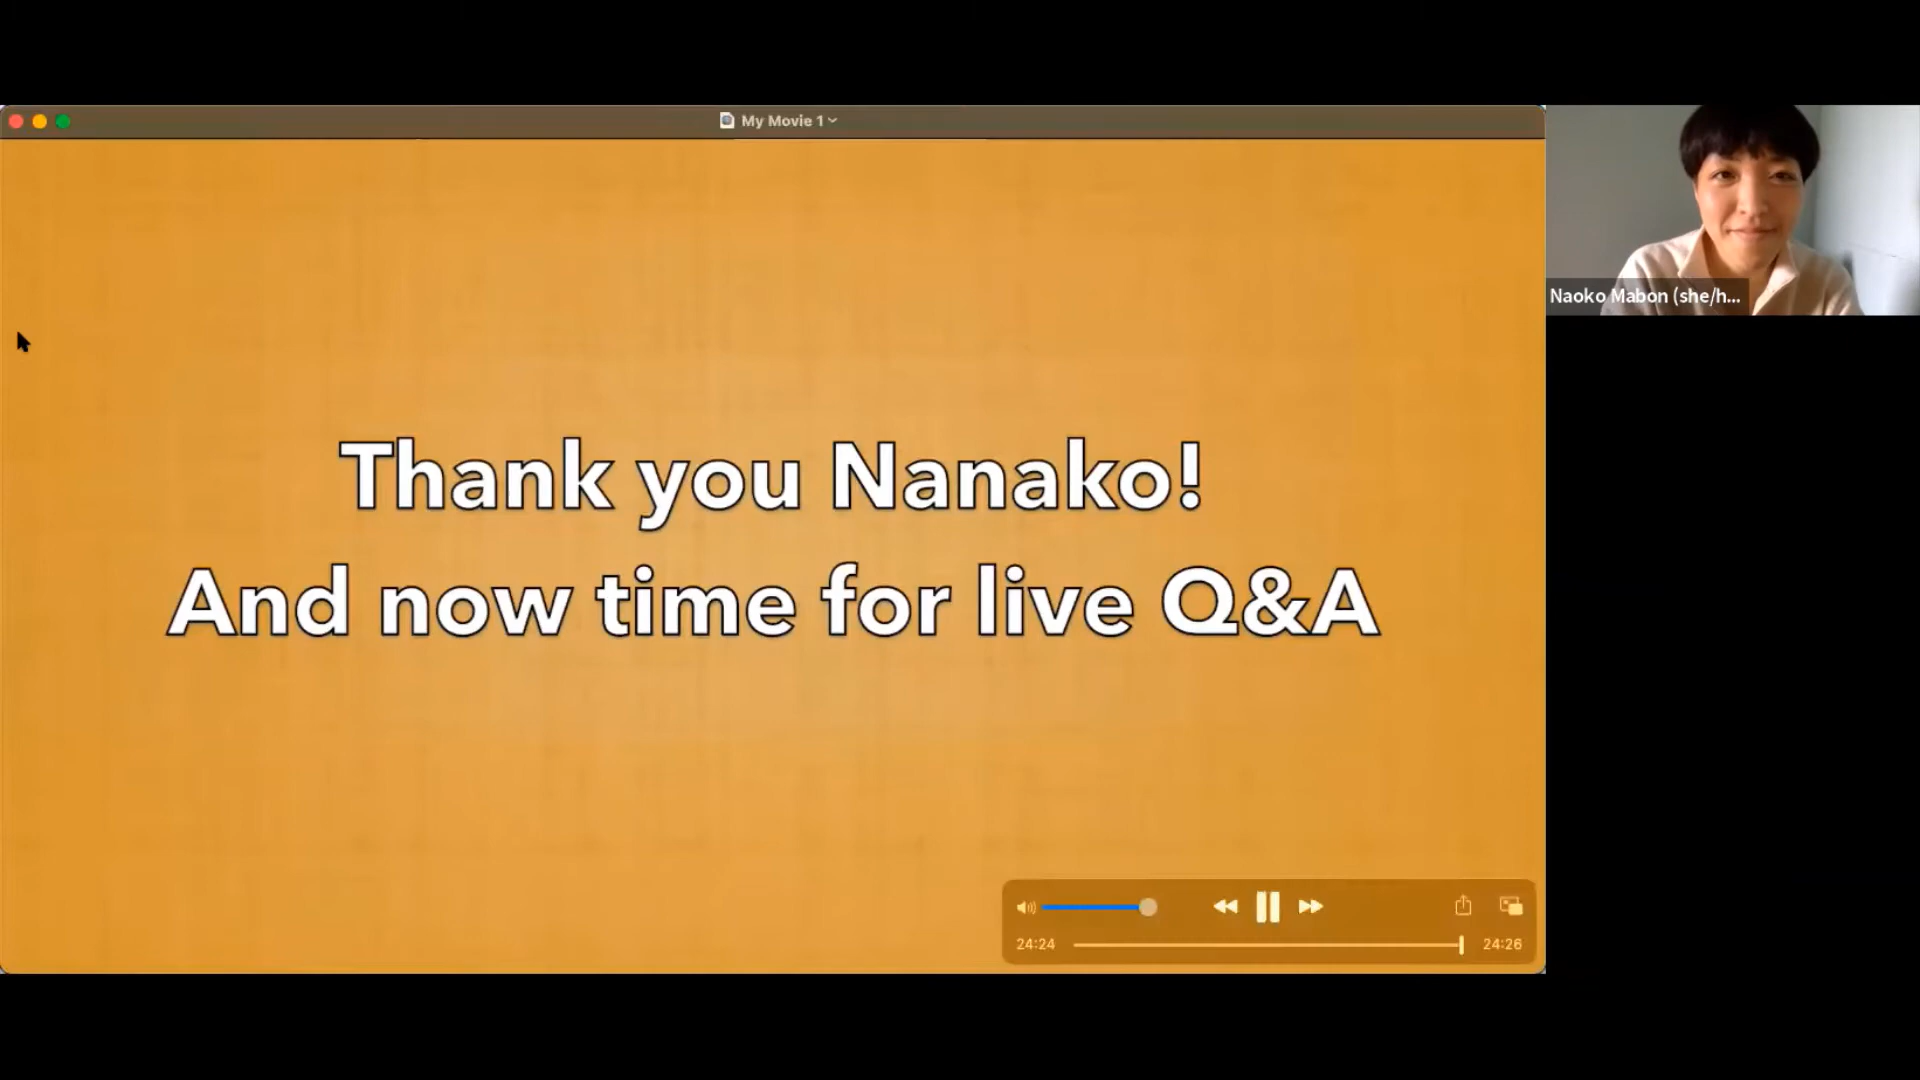 My Movie 1
Thank you Nanako!
And now time for live Q&A
Naoko Mabon (she/h...
24:24
24:26